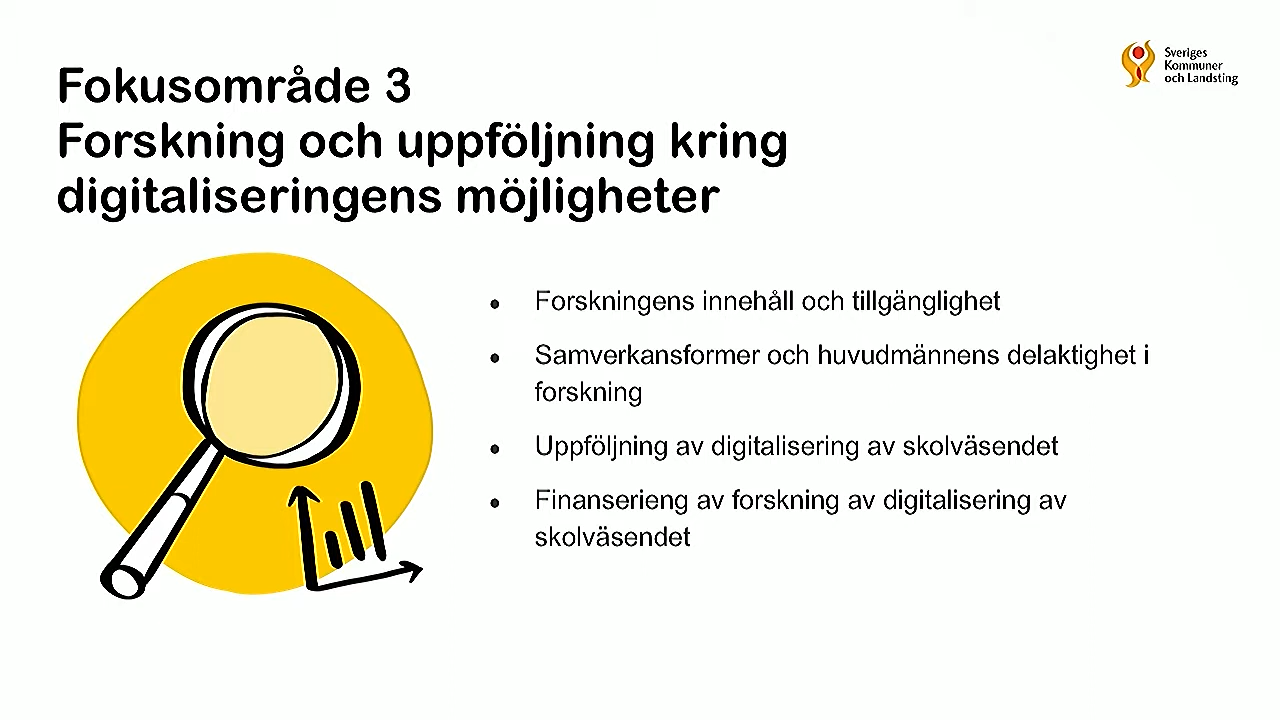 Sveriges
Kommuner
och Landsting
Fokusområde 3
Forskning och uppföljning kring
digitaliseringens möjligheter
• Forskningens innehåll och tillgänglighet
• Samverkansformer och huvudmännens delaktighet i
forskning
• Uppföljning av digitalisering av skolväsendet
• Finanserieng av forskning av digitalisering av
skolväsendet